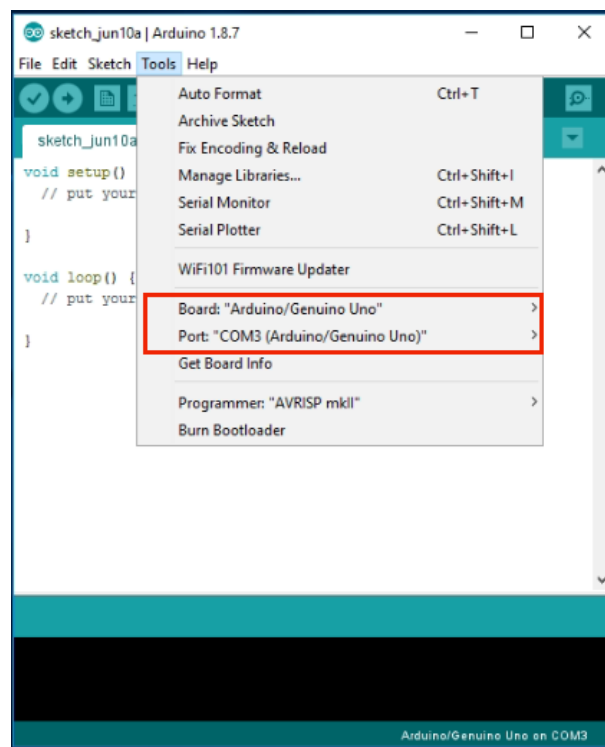 sketch_jun10a | Arduino 1.8.7
File Edit Sketch Tools Help
sketch_jun10a
Auto Format Ctrl+T
Archive Sketch
Fix Encoding & Reload
Manage Libraries... Ctrl+Shift+I
Serial Monitor Ctrl+Shift+M
Serial Plotter Ctrl+Shift+L
WiFi101 Firmware Updater
Board: "Arduino/Genuino Uno"
Port: "COM3 (Arduino/Genuino Uno)"
Get Board Info
Programmer: "AVRISP mkII"
Burn Bootloader
void setup()
// put your
}
void loop() {
// put your
}
Arduino/Genuino Uno on COM3